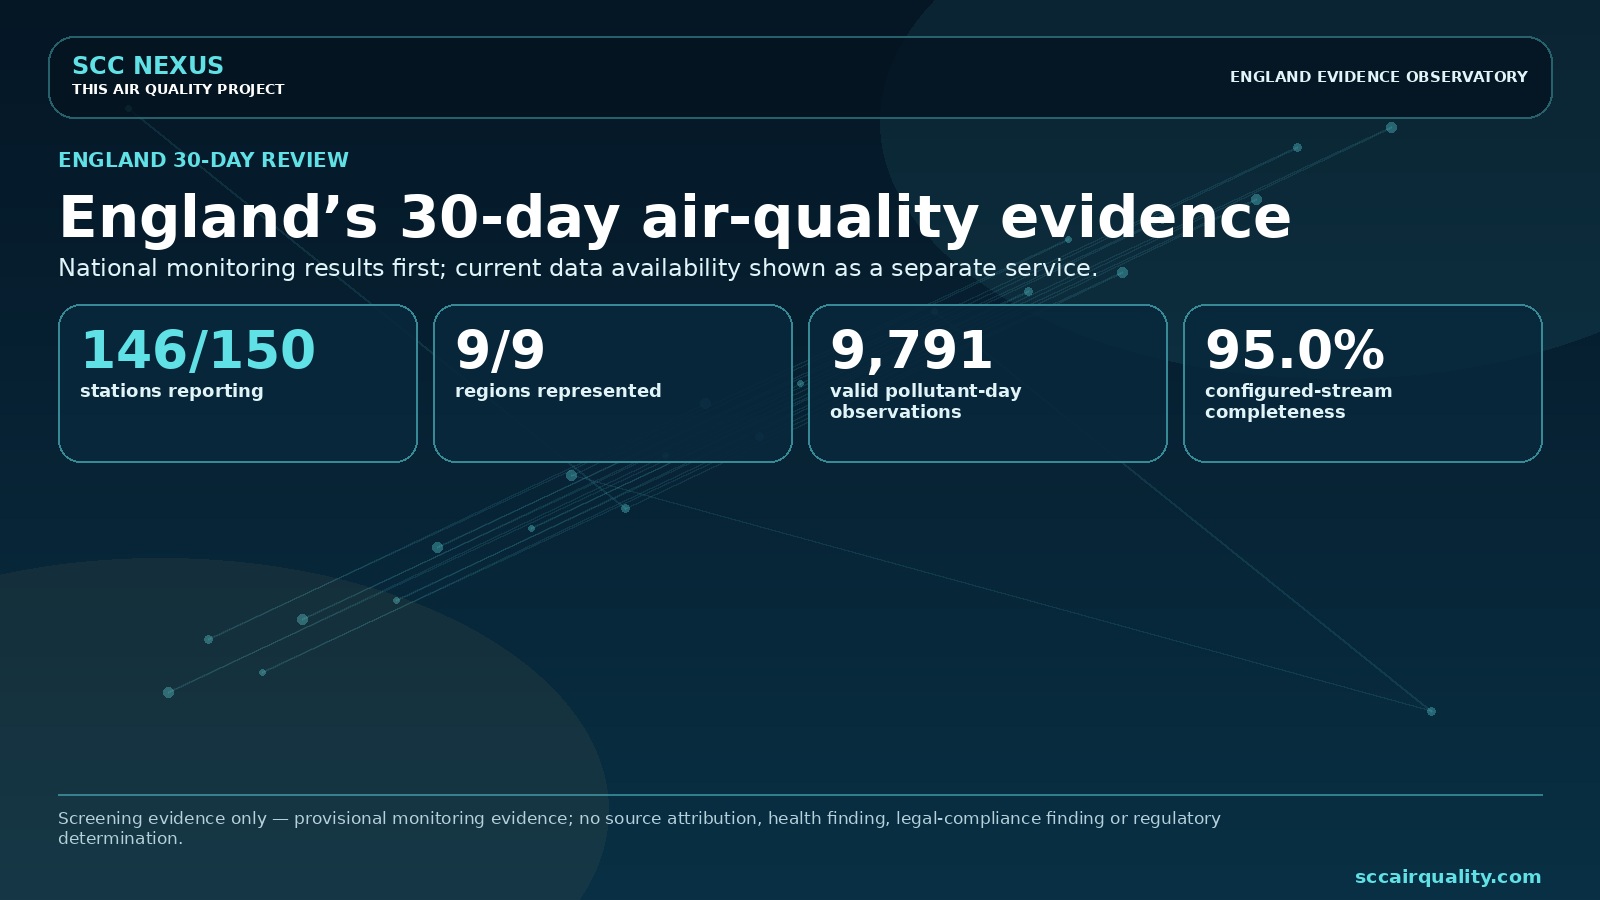 SCC NEXUS
THIS AIR QUALITY PROJECT
ENGLAND EVIDENCE OBSERVATORY
ENGLAND 30-DAY REVIEW
England’s 30-day air-quality evidence
National monitoring results first; current data availability shown as a separate service.
146/150
stations reporting
9/9
regions represented
9,791
valid pollutant-day
observations
95.0%
configured-stream
completeness
Screening evidence only — provisional monitoring evidence; no source attribution, health finding, legal-compliance finding or regulatory
determination.
sccairquality.com